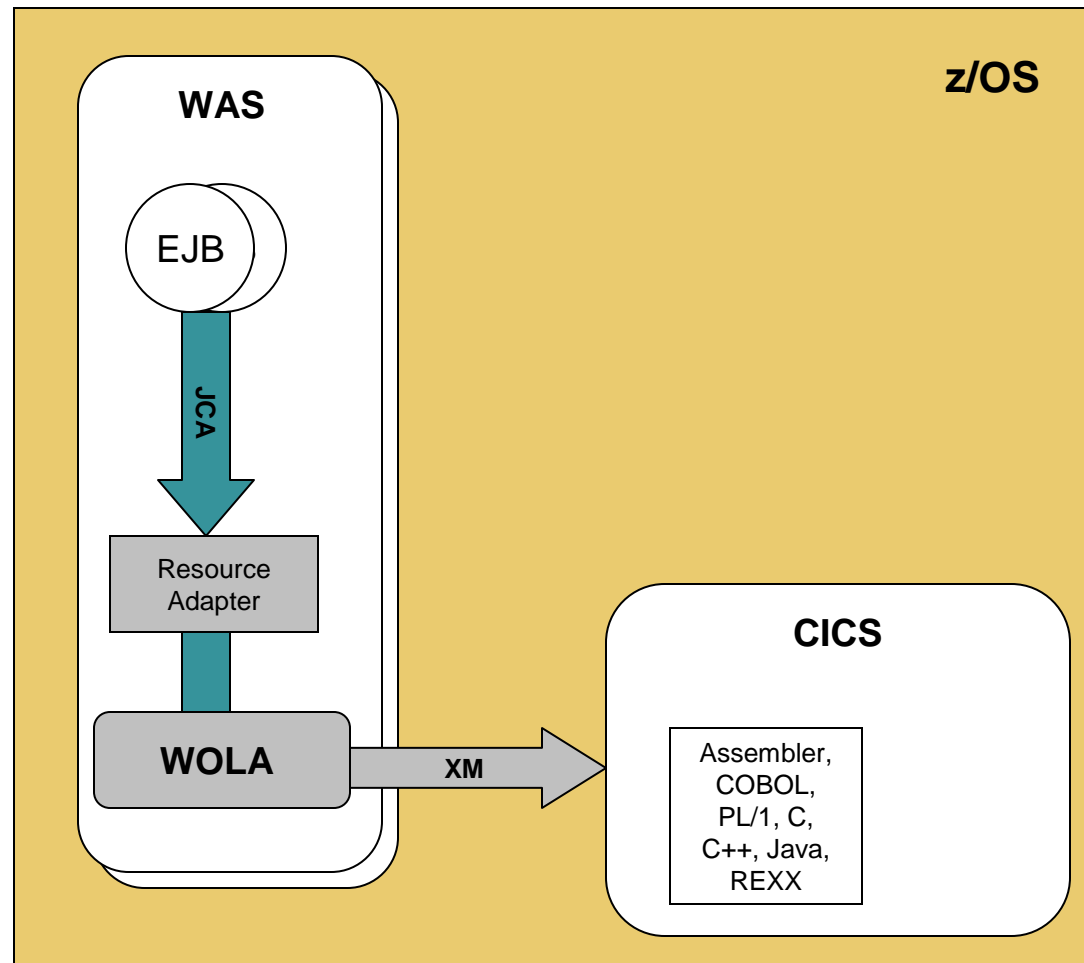 z/OS
WAS
EJB
JCA
Resource
Adapter
WOLA
XM
CICS
Assembler,
COBOL,
PL/1, C,
C++, Java,
REXX